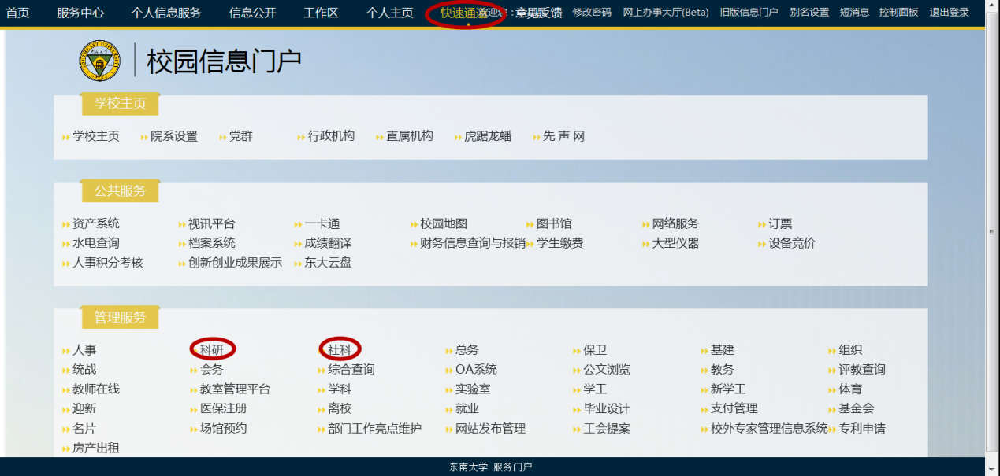 首页 服务中心 个人信息服务 信息公开 工作区 个人主页 快速通道 意见反馈 修改密码 网上办事大厅(Beta) 旧版信息门户 别名设置 短消息 控制面板 退出登录
校园信息门户
学校主页
学校主页 院系设置 党群 行政机构 直属机构 虎踞龙蟠 先 声 网
公共服务
资产系统 视讯平台 一卡通 校园地图 图书馆 网络服务 订票
水电查询 档案系统 成绩翻译 财务信息查询与报销 学生缴费 大型仪器 设备竞价
人事积分考核 创新创业成果展示 东大云盘
管理服务
人事 科研 社科 总务 保卫 基建 组织
统战 会务 综合查询 OA系统 公文浏览 教务 评教查询
教师在线 教室管理平台 学科 实验室 学工 新学工 体育
迎新 医保注册 离校 就业 毕业设计 支付管理 基金会
名片 场馆预约 部门工作亮点维护 网站发布管理 工会提案 校外专家管理信息系统 专利申请
房产出租
东南大学 服务门户